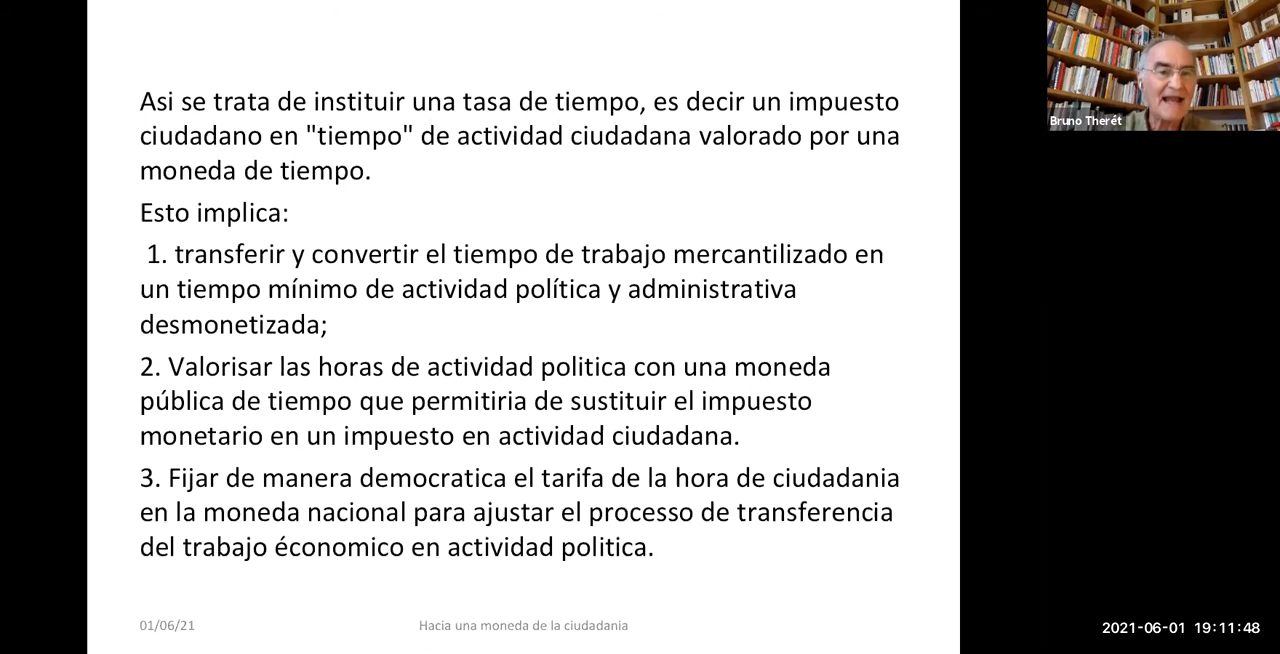 Asi se trata de instituir una tasa de tiempo, es decir un impuesto
ciudadano en "tiempo" de actividad ciudadana valorado por una
moneda de tiempo.
Esto implica:
1. transferir y convertir el tiempo de trabajo mercantilizado en
un tiempo mínimo de actividad política y administrativa
desmonetizada;
2. Valorisar las horas de actividad politica con una moneda
pública de tiempo que permitiria de sustituir el impuesto
monetario en un impuesto en actividad ciudadana.
3. Fijar de manera democratica el tarifa de la hora de ciudadania
en la moneda nacional para ajustar el processo de transferencia
del trabajo économico en actividad politica.
01/06/21
Hacia una moneda de la ciudadania
Bruno Therét
2021-06-01 19:11:48